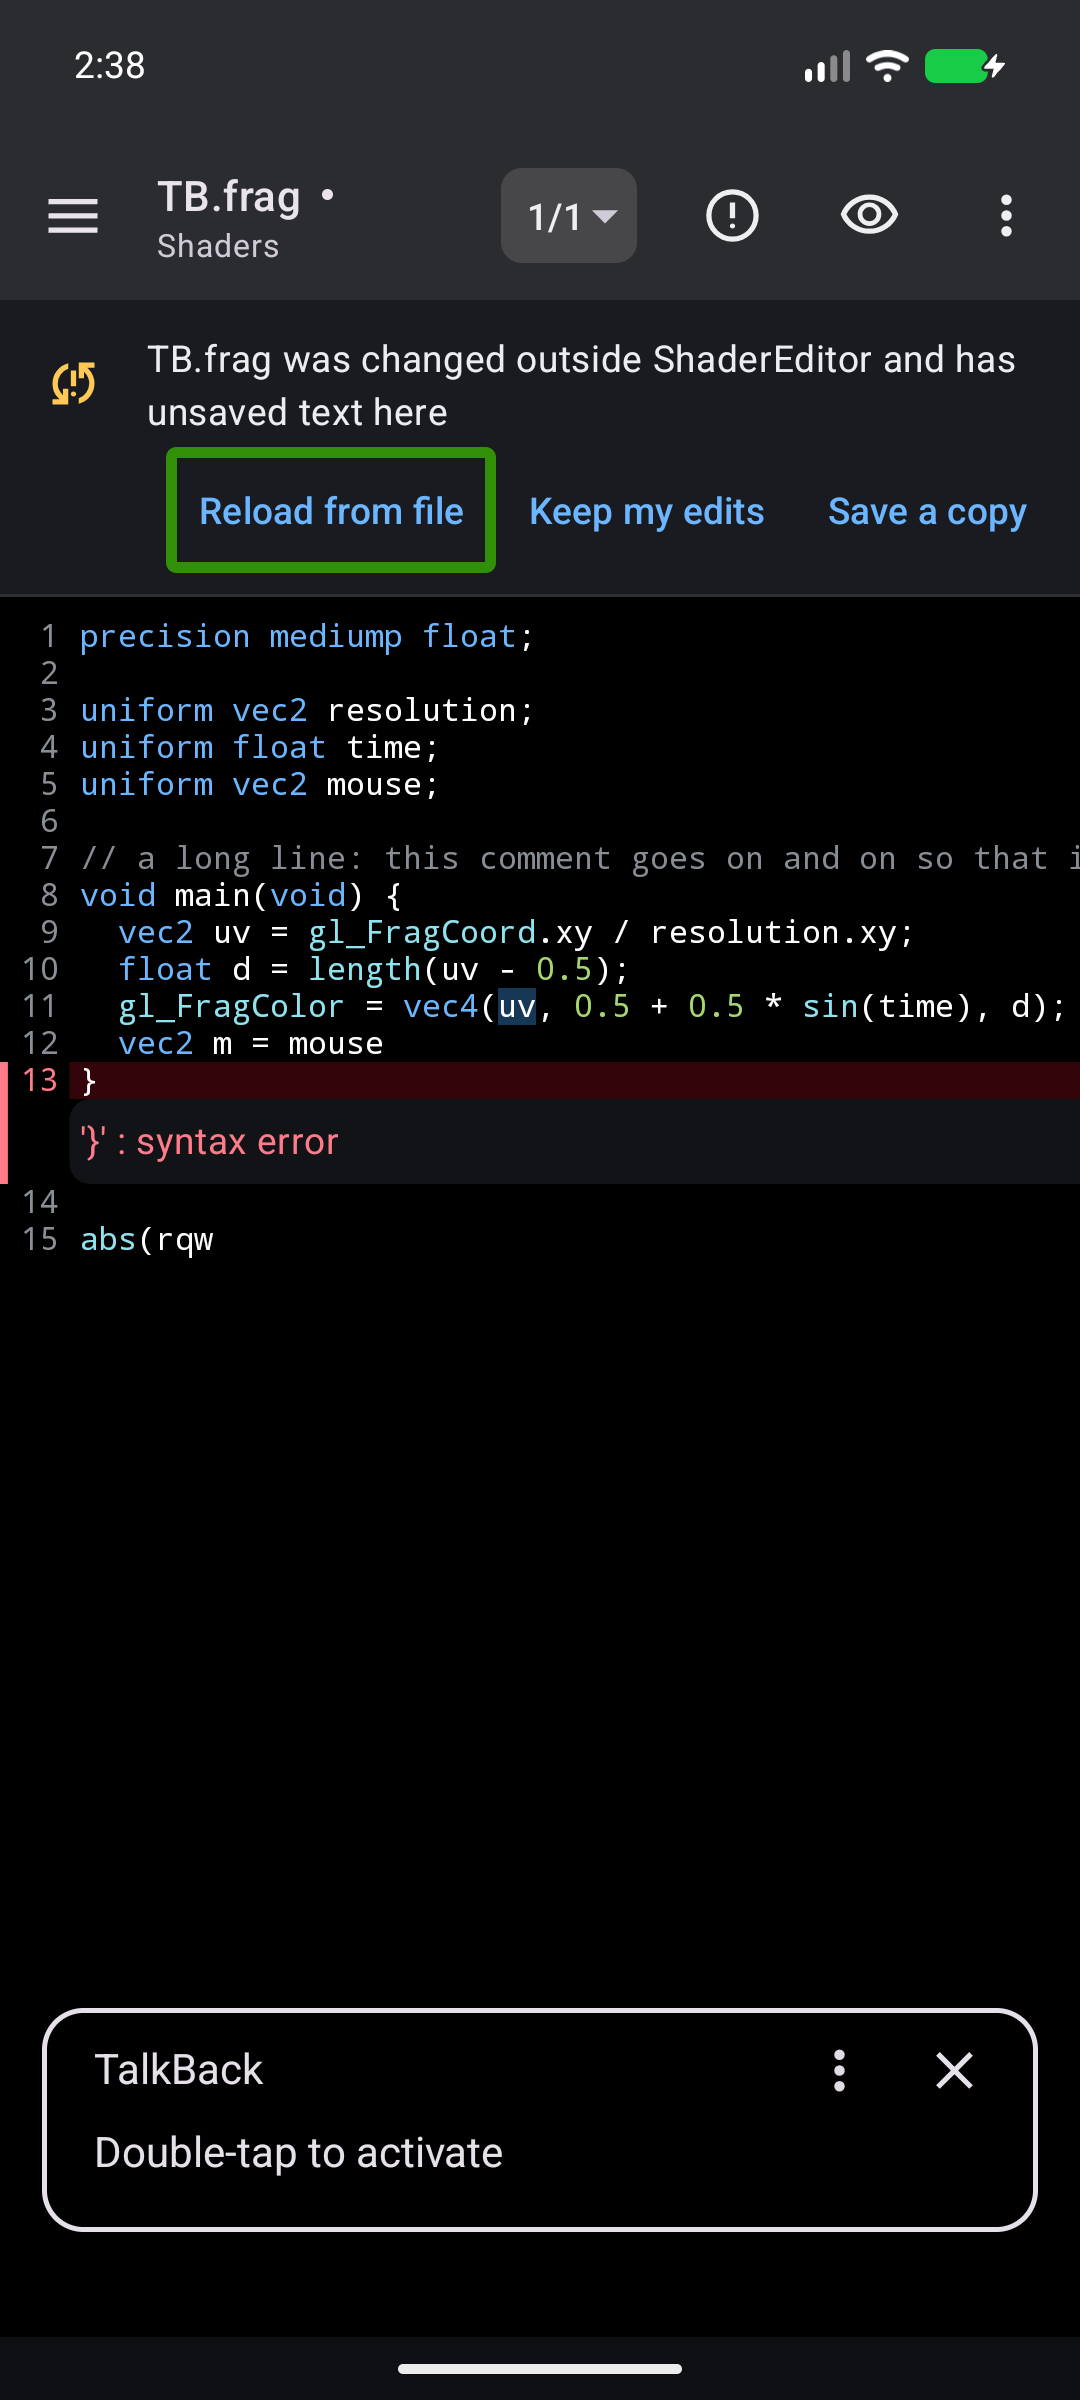 2:38
TB.frag •
Shaders
1/1
TB.frag was changed outside ShaderEditor and has
unsaved text here
Reload from file
Keep my edits
Save a copy
1 precision mediump float;
2
3 uniform vec2 resolution;
4 uniform float time;
5 uniform vec2 mouse;
6
7 // a long line: this comment goes on and on so that i
8 void main(void) {
9   vec2 uv = gl_FragCoord.xy / resolution.xy;
10   float d = length(uv - 0.5);
11   gl_FragColor = vec4(uv, 0.5 + 0.5 * sin(time), d);
12   vec2 m = mouse
13 }
'}' : syntax error
14
15 abs(rqw
TalkBack
Double-tap to activate